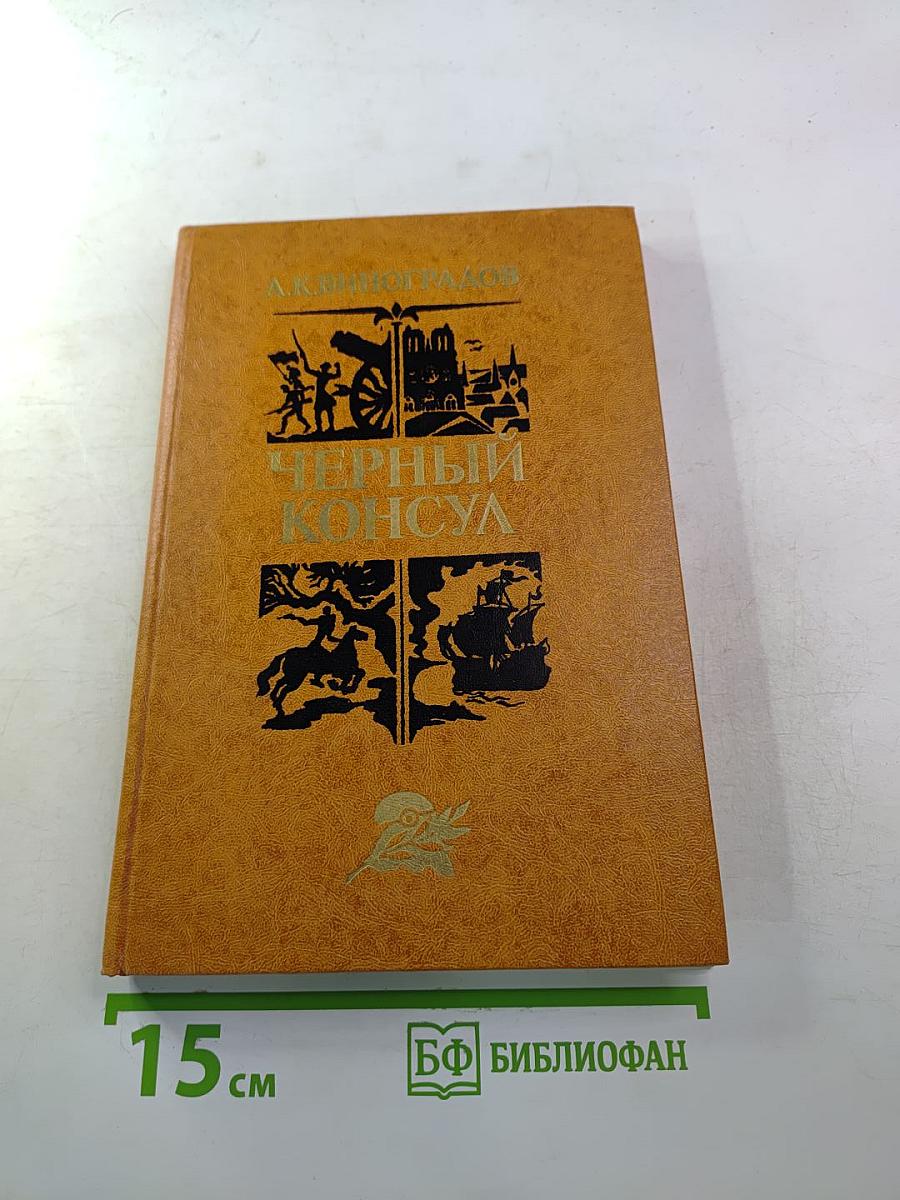 А.К.ВИНОГРАДОВ
ЧЕРНЫЙ
КОНСУЛ
15 см
БФ БИБЛИОФАН